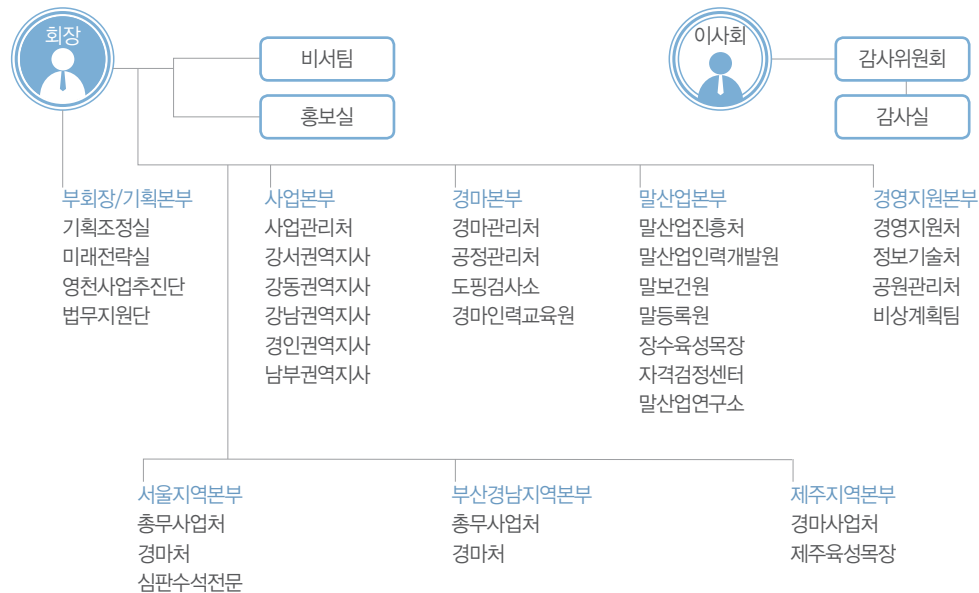 회장
비서팀
홍보실
이사회
감사위원회
감사실
부회장/기획본부
기획조정실
미래전략실
영천사업추진단
법무지원단
사업본부
사업관리처
강서권역지사
강동권역지사
강남권역지사
경인권역지사
남부권역지사
경마본부
경마관리처
공정관리처
도핑검사소
경마인력교육원
말산업본부
말산업진흥처
말산업인력개발원
말보건원
말등록원
장수육성목장
자격검정센터
말산업연구소
경영지원본부
경영지원처
정보기술처
공원관리처
비상계획팀
서울지역본부
총무사업처
경마처
심판수석전문
부산경남지역본부
총무사업처
경마처
제주지역본부
경마사업처
제주육성목장